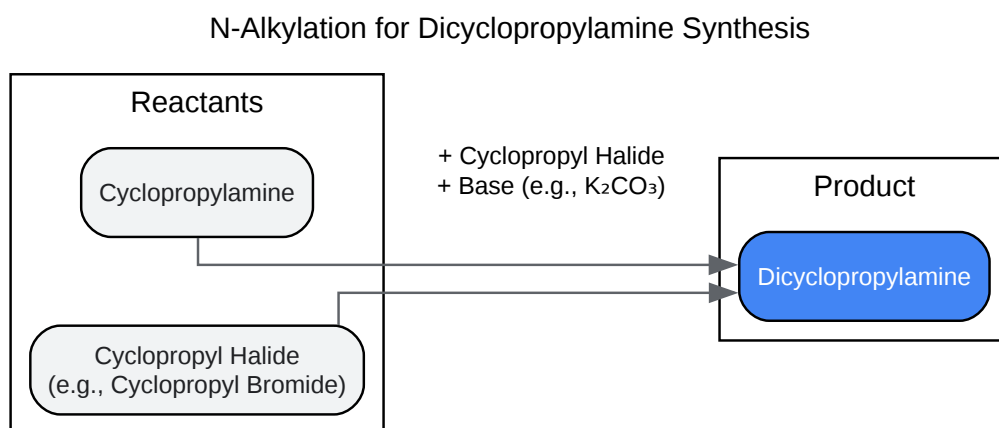 N-Alkylation for Dicyclopropylamine Synthesis
Reactants
Cyclopropylamine
Cyclopropyl Halide
(e.g., Cyclopropyl Bromide)
+ Cyclopropyl Halide
+ Base (e.g., K₂CO₃)
Product
Dicyclopropylamine